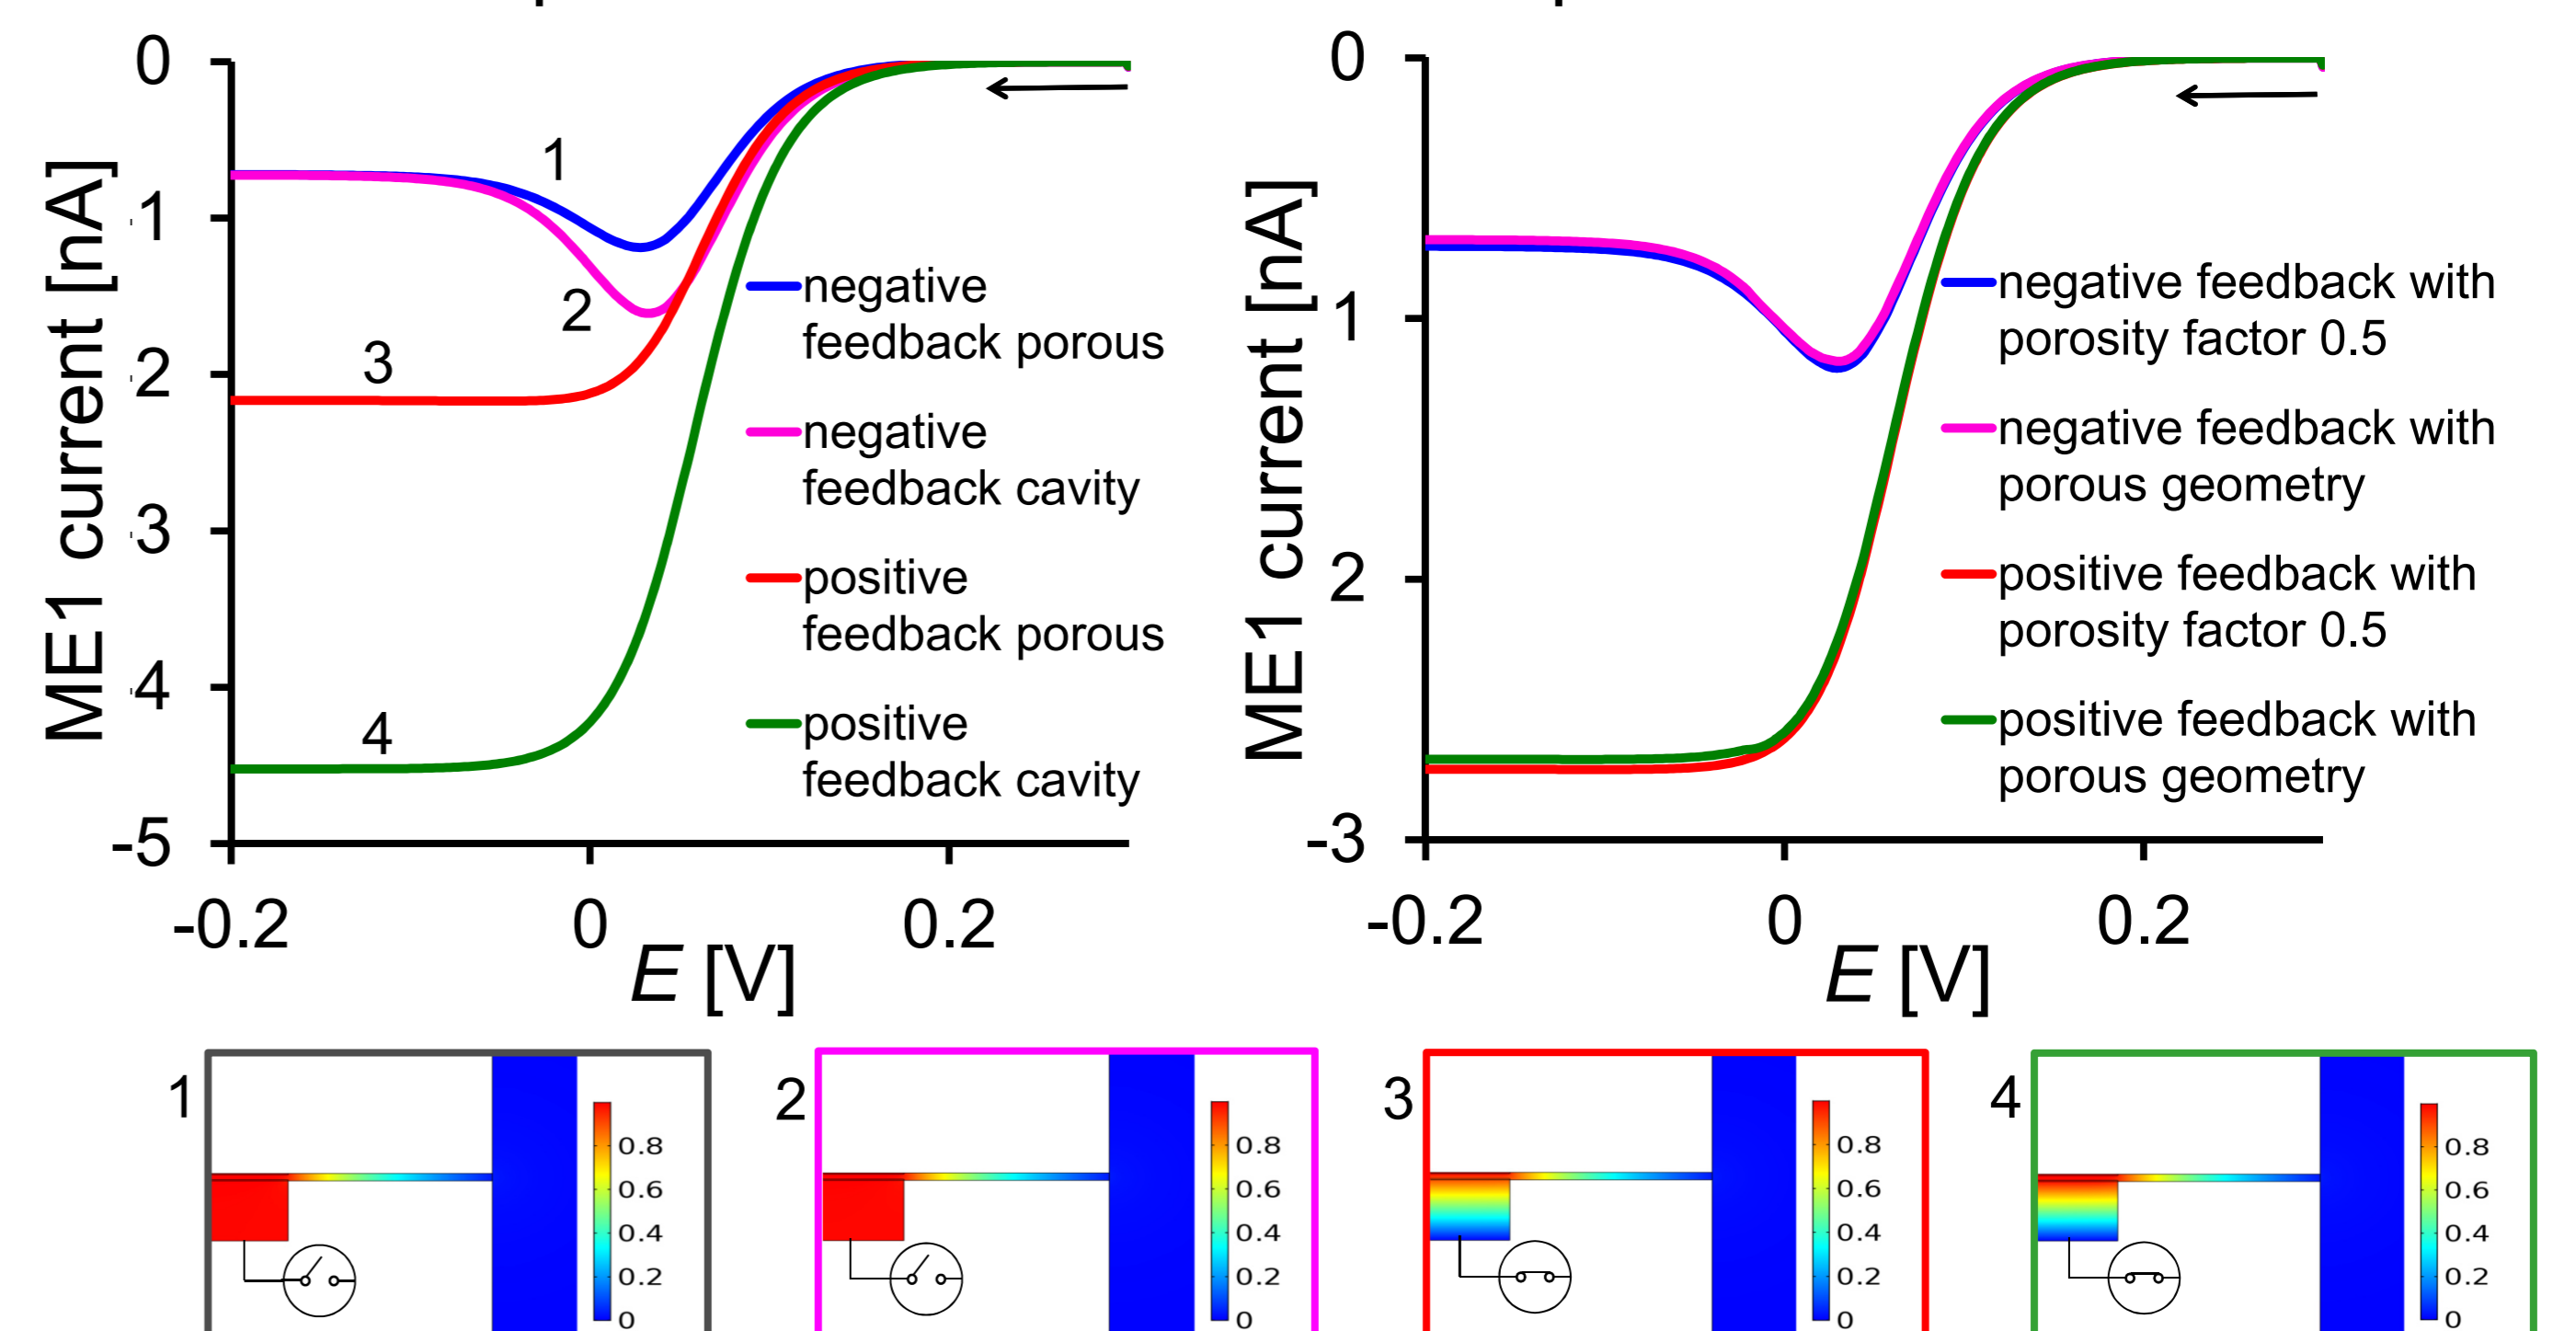 0
-1
-2
-3
-4
-5
ME1 current [nA]
-0.2
0
0.2
E [V]
1
2
3
4
negative
feedback porous
negative
feedback cavity
positive
feedback porous
positive
feedback cavity
0
1
2
-3
ME1 current [nA]
-0.2
0
0.2
E [V]
negative feedback with
porosity factor 0.5
negative feedback with
porous geometry
positive feedback with
porosity factor 0.5
positive feedback with
porous geometry
1
0.8
0.6
0.4
0.2
0
2
0.8
0.6
0.4
0.2
0
3
0.8
0.6
0.4
0.2
0
4
0.8
0.6
0.4
0.2
0